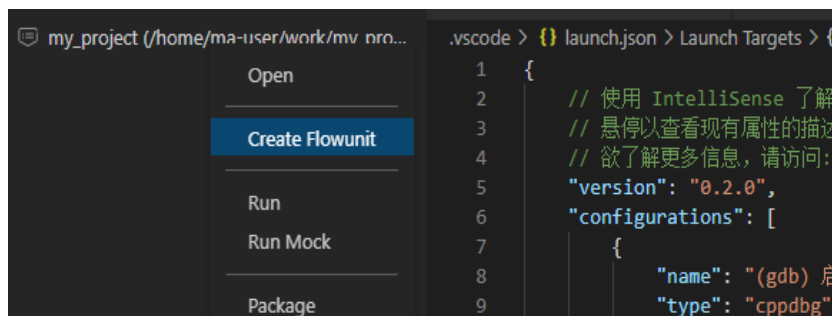 my_project (/home/ma-user/work/my_pro...
Open
Create Flowunit
Run
Run Mock
Package
.vscode > {} launch.json > Launch Targets > {
1 {
2 // 使用 IntelliSense 了解
3 // 悬停以查看现有属性的描述
4 // 欲了解更多信息，请访问:
5 "version": "0.2.0",
6 "configurations": [
7 {
8 "name": "(gdb) 启
9 "type": "cppdbg"